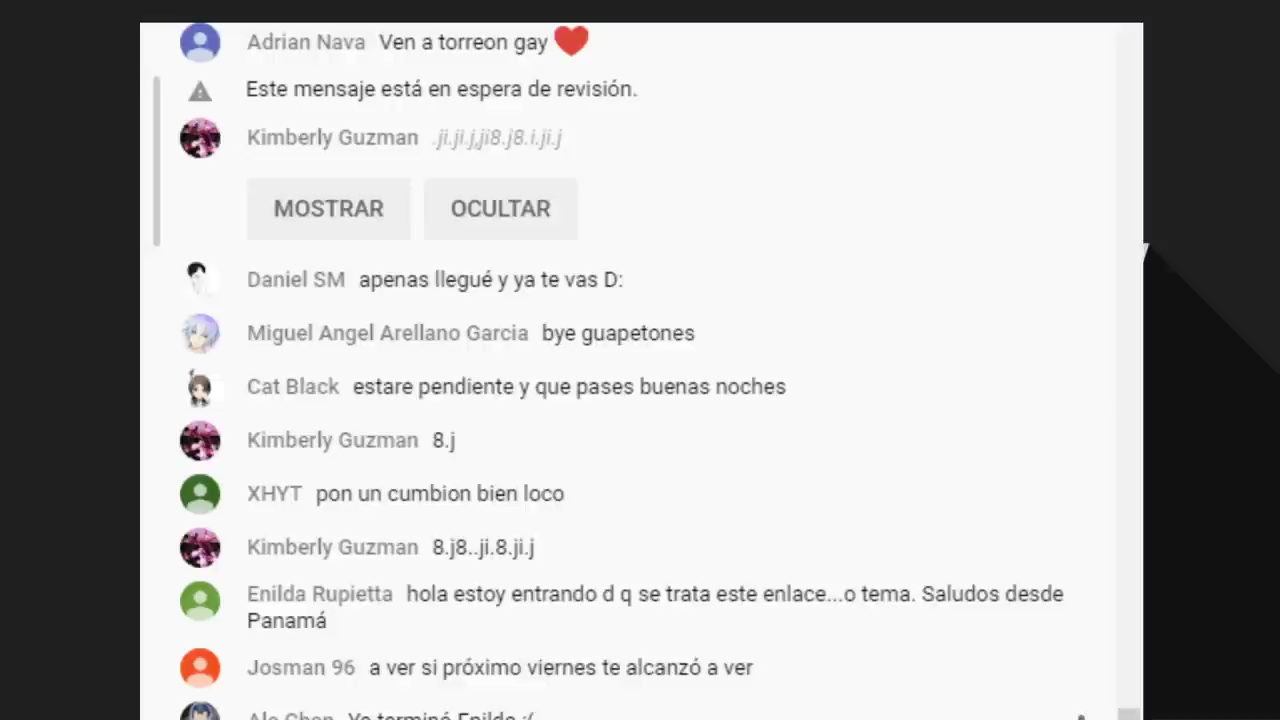 Adrian Nava Ven a torreon gay ❤
Este mensaje está en espera de revisión.
Kimberly Guzman .ji.ji.j,ji8.j8.i.ji.j
MOSTRAR OCULTAR
Daniel SM apenas llegué y ya te vas D:
Miguel Angel Arellano Garcia bye guapetones
Cat Black estare pendiente y que pases buenas noches
Kimberly Guzman 8.j
XHYT pon un cumbion bien loco
Kimberly Guzman 8.j8..ji.8.ji.j
Enilda Rupietta hola estoy entrando d q se trata este enlace...o tema. Saludos desde
Panamá
Josman 96 a ver si próximo viernes te alcanzó a ver
Ya terminó Enilda :(